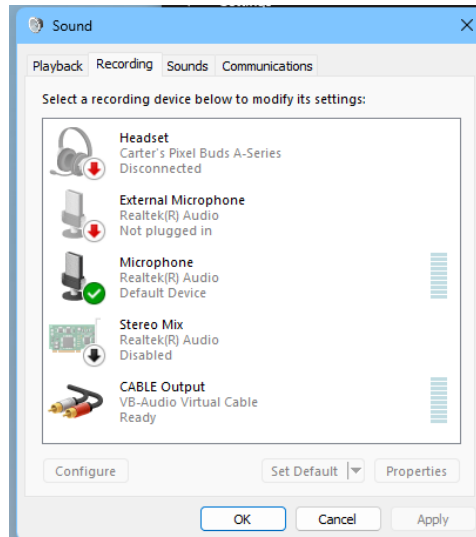 Sound
Playback Recording Sounds Communications
Select a recording device below to modify its settings:
Headset
Carter's Pixel Buds A-Series
Disconnected
External Microphone
Realtek(R) Audio
Not plugged in
Microphone
Realtek(R) Audio
Default Device
Stereo Mix
Realtek(R) Audio
Disabled
CABLE Output
VB-Audio Virtual Cable
Ready
Configure Set Default Properties
OK Cancel Apply